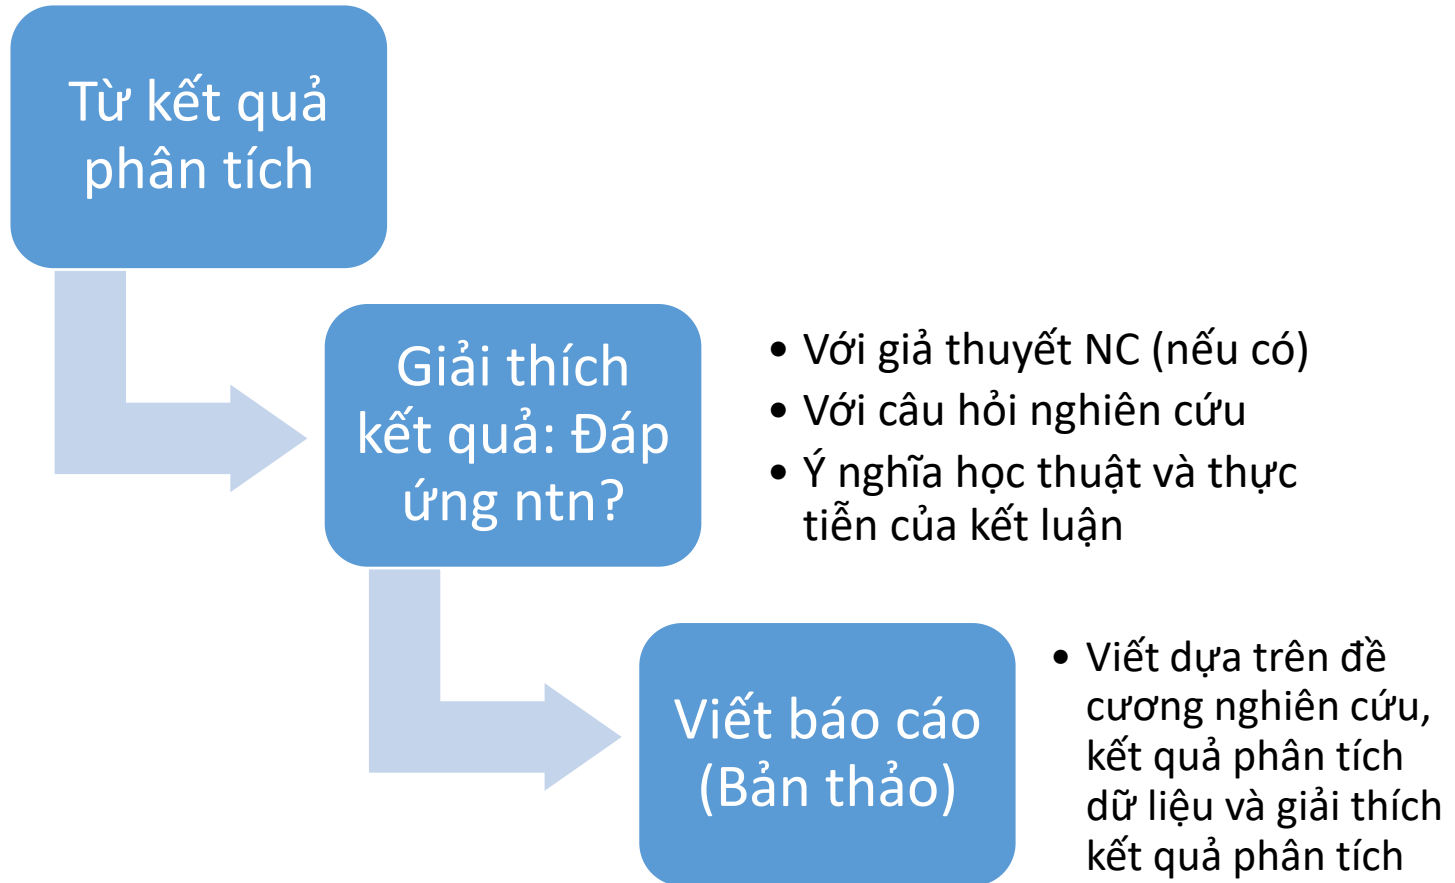 Từ kết quả
phân tích
Giải thích
kết quả: Đáp
ứng ntn?
• Với giả thuyết NC (nếu có)
• Với câu hỏi nghiên cứu
• Ý nghĩa học thuật và thực
tiễn của kết luận
Viết báo cáo
(Bản thảo)
• Viết dựa trên đề
cương nghiên cứu,
kết quả phân tích
dữ liệu và giải thích
kết quả phân tích